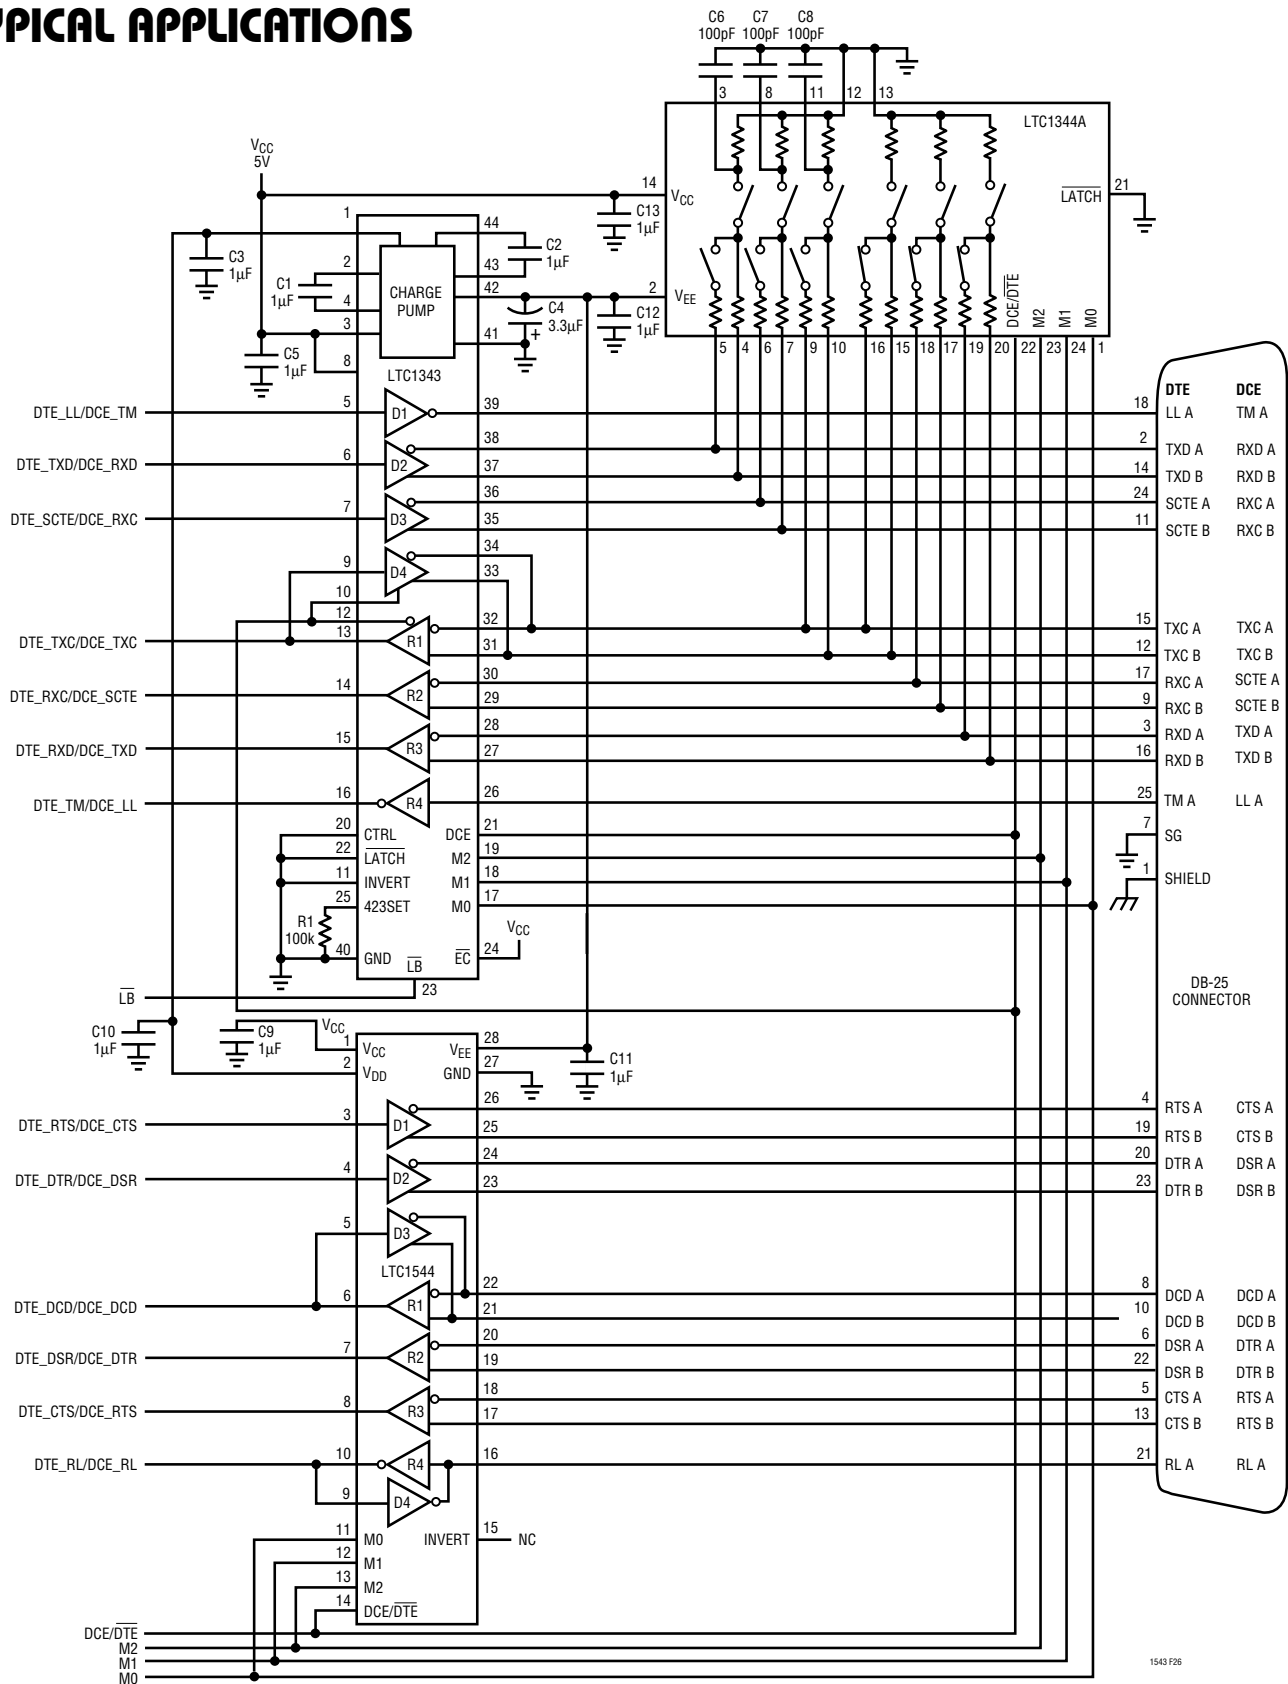 TYPICAL APPLICATIONS
C6 C7 C8
100pF 100pF 100pF
3 8 11 12 13
LTC1344A
VCC
5V
14 VCC
LATCH 21
C13
1µF
1 44
C3
1µF
C2
1µF
2 43
C1
1µF
CHARGE
PUMP
42
2 VEE
4
C4
3.3µF
+
C12
1µF
DCE/DTE M2 M1 M0
3 41
C5
1µF
8
5 4 6 7 9 10 16 15 18 17 19 20 22 23 24 1
LTC1343
DTE DCE
DTE_LL/DCE_TM 5 D1 39 18 LL A TM A
38 2 TXD A RXD A
DTE_TXD/DCE_RXD 6 D2 37 14 TXD B RXD B
36 24 SCTE A RXC A
DTE_SCTE/DCE_RXC 7 D3 35 11 SCTE B RXC B
34
9 D4 33
10
12 32 15 TXC A TXC A
DTE_TXC/DCE_TXC 13 R1 31 12 TXC B TXC B
30 17 RXC A SCTE A
DTE_RXC/DCE_SCTE 14 R2 29 9 RXC B SCTE B
28 3 RXD A TXD A
DTE_RXD/DCE_TXD 15 R3 27 16 RXD B TXD B
DTE_TM/DCE_LL 16 R4 26 25 TM A LL A
20 CTRL DCE 21 7 SG
22 LATCH M2 19
11 INVERT M1 18 1 SHIELD
25 423SET M0 17
R1
100k
VCC
40 GND LB EC 24
LB 23
DB-25
CONNECTOR
C10
1µF
C9
1µF
VCC
1 VCC VEE 28
2 VDD GND 27
C11
1µF
26 4 RTS A CTS A
DTE_RTS/DCE_CTS 3 D1 25 19 RTS B CTS B
24 20 DTR A DSR A
DTE_DTR/DCE_DSR 4 D2 23 23 DTR B DSR B
5 D3
LTC1544
22 8 DCD A DCD A
DTE_DCD/DCE_DCD 6 R1 21 10 DCD B DCD B
20 6 DSR A DTR A
DTE_DSR/DCE_DTR 7 R2 19 22 DSR B DTR B
18 5 CTS A RTS A
DTE_CTS/DCE_RTS 8 R3 17 13 CTS B RTS B
DTE_RL/DCE_RL 10 R4 16 21 RL A RL A
9 D4
11 M0 INVERT 15 NC
12 M1
13 M2
14 DCE/DTE
DCE/DTE
M2
M1
M0
1543 F26